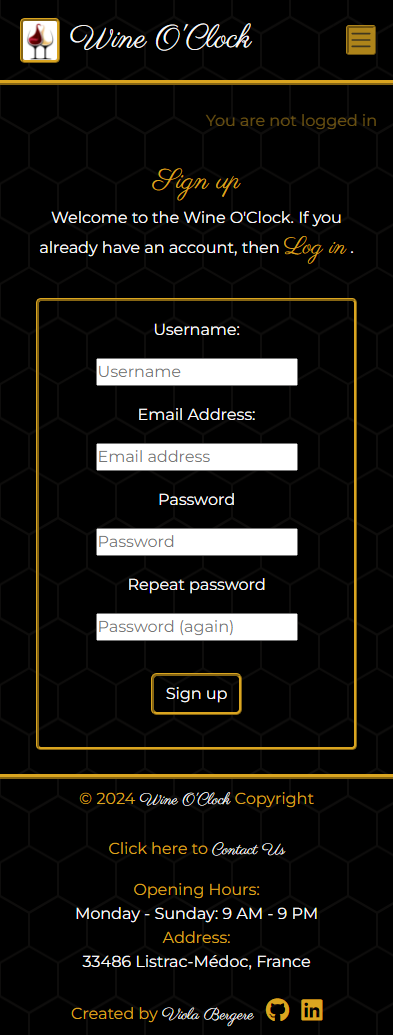 Wine O'Clock
You are not logged in
Sign up
Welcome to the Wine O'Clock. If you
already have an account, then Log in .
Username:
Username
Email Address:
Email address
Password
Password
Repeat password
Password (again)
Sign up
© 2024 Wine O'Clock Copyright
Click here to Contact Us
Opening Hours:
Monday - Sunday: 9 AM - 9 PM
Address:
33486 Listrac-Médoc, France
Created by Viola Bergere